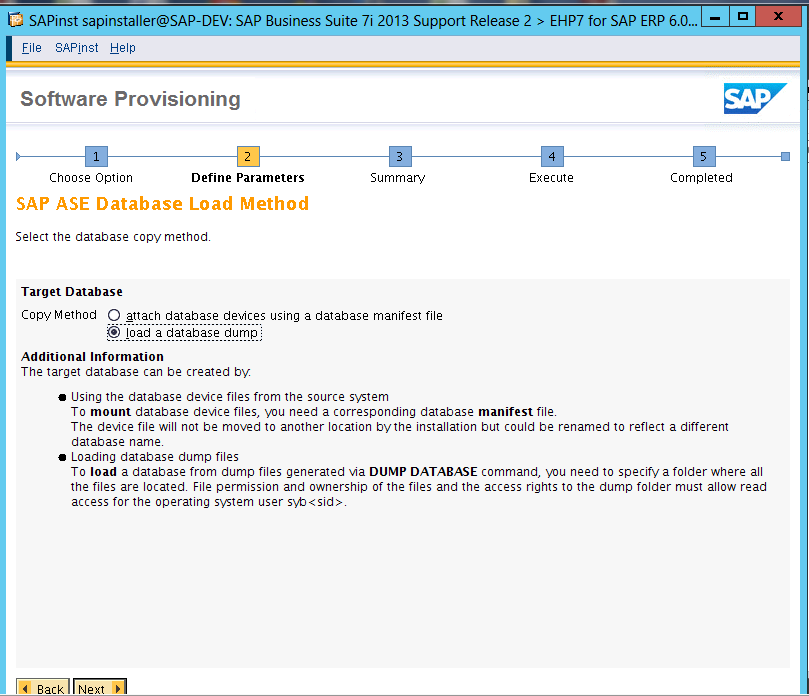 SAPinst sapinstaller@SAP-DEV: SAP Business Suite 7i 2013 Support Release 2 > EHP7 for SAP ERP 6.0...
File SAPinst Help
Software Provisioning
SAP
1 2 3 4 5
Choose Option Define Parameters Summary Execute Completed
SAP ASE Database Load Method
Select the database copy method.
Target Database
Copy Method attach database devices using a database manifest file
load a database dump
Additional Information
The target database can be created by:
Using the database device files from the source system
To mount database device files, you need a corresponding database manifest file.
The device file will not be moved to another location by the installation but could be renamed to reflect a different
database name.
Loading database dump files
To load a database from dump files generated via DUMP DATABASE command, you need to specify a folder where all
the files are located. File permission and ownership of the files and the access rights to the dump folder must allow read
access for the operating system user syb<sid>.
Back Next